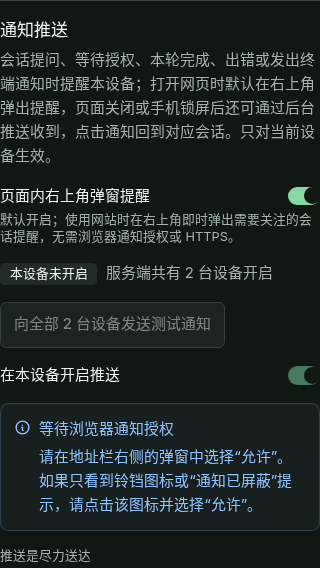 通知推送
会话提问、等待授权、本轮完成、出错或发出终
端通知时提醒本设备；打开网页时默认在右上角
弹出提醒，页面关闭或手机锁屏后还可通过后台
推送收到，点击通知回到对应会话。只对当前设
备生效。
页面内右上角弹窗提醒
默认开启；使用网站时在右上角即时弹出需要关注的会
话提醒，无需浏览器通知授权或 HTTPS。
本设备未开启 服务端共有 2 台设备开启
向全部 2 台设备发送测试通知
在本设备开启推送
等待浏览器通知授权
请在地址栏右侧的弹窗中选择“允许”。
如果只看到铃铛图标或“通知已屏蔽”提
示，请点击该图标并选择“允许”。
推送是尽力送达